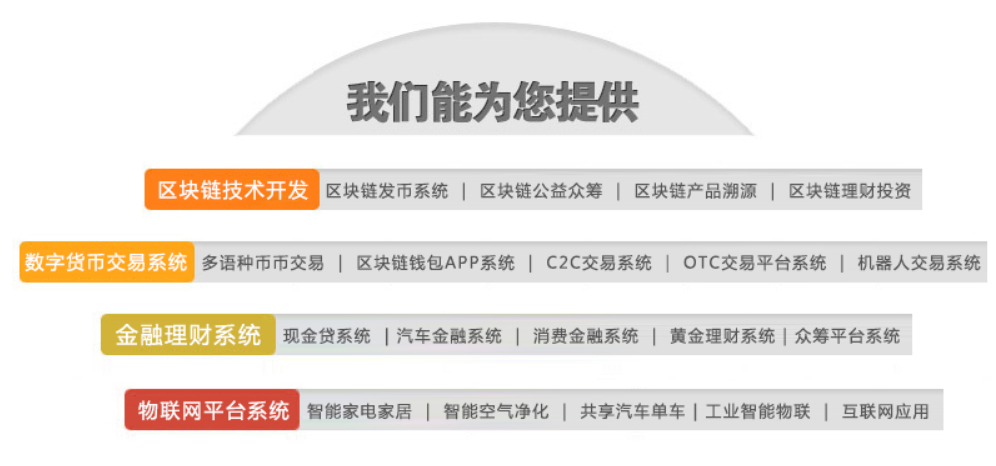 我们能为您提供
区块链技术开发 区块链发币系统 | 区块链公益众筹 | 区块链产品溯源 | 区块链理财投资
数字货币交易系统 多语种币币交易 | 区块链钱包APP系统 | C2C交易系统 | OTC交易平台系统 | 机器人交易系统
金融理财系统 现金贷系统 | 汽车金融系统 | 消费金融系统 | 黄金理财系统 | 众筹平台系统
物联网平台系统 智能家电家居 | 智能空气净化 | 共享汽车单车 | 工业智能物联 | 互联网应用